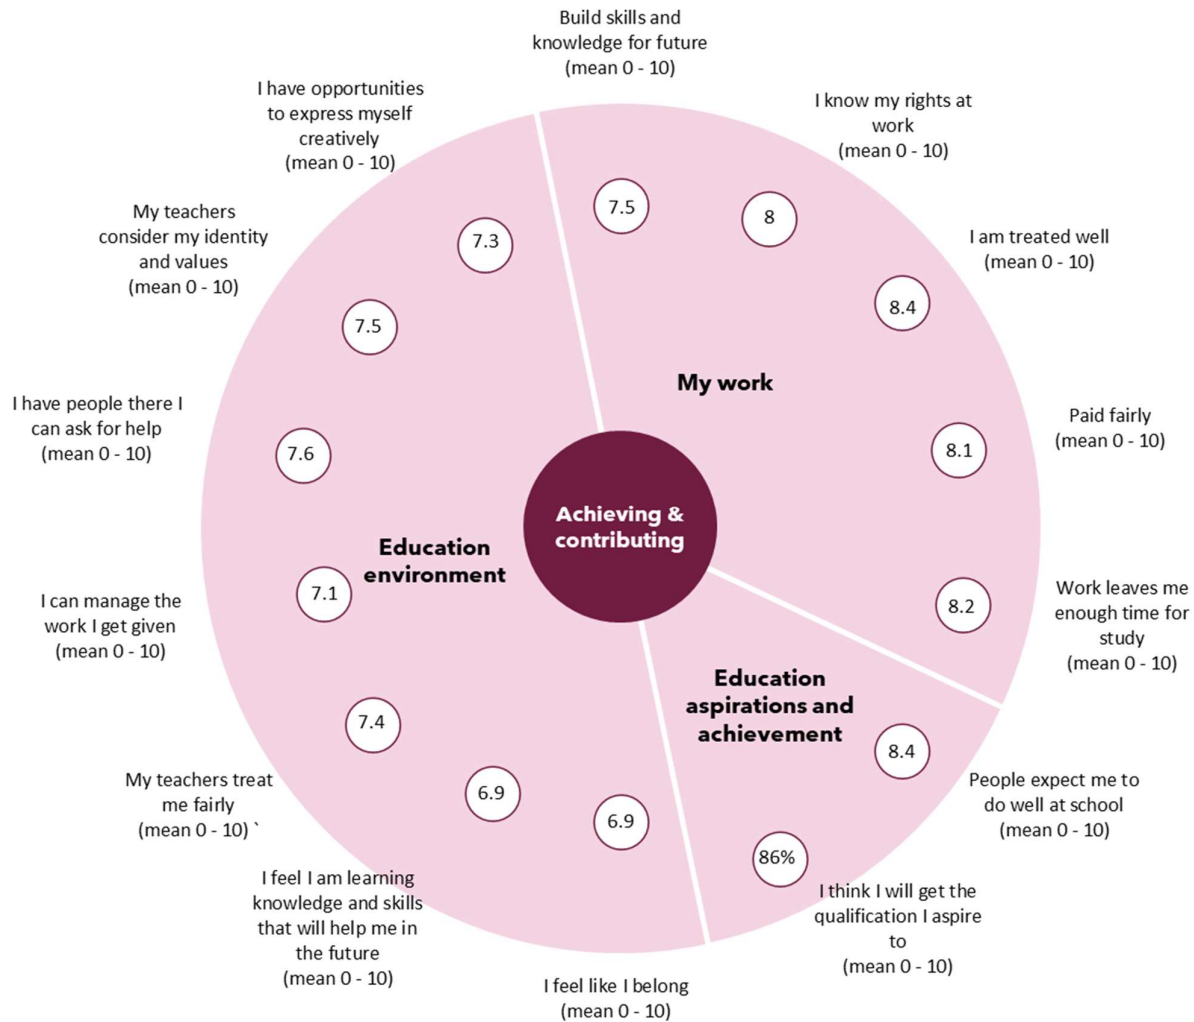 Build skills and
knowledge for future
(mean 0 - 10)
I know my rights at
work
(mean 0 - 10)
I am treated well
(mean 0 - 10)
Paid fairly
(mean 0 - 10)
Work leaves me
enough time for
study
(mean 0 - 10)
People expect me to
do well at school
(mean 0 - 10)
I think I will get the
qualification I aspire
to
(mean 0 - 10)
I feel like I belong
(mean 0 - 10)
I feel I am learning
knowledge and skills
that will help me in
the future
(mean 0 - 10)
My teachers treat
me fairly
(mean 0 - 10) `
I can manage the
work I get given
(mean 0 - 10)
I have people there I
can ask for help
(mean 0 - 10)
My teachers
consider my identity
and values
(mean 0 - 10)
I have opportunities
to express myself
creatively
(mean 0 - 10)
7.5
8
8.4
8.1
8.2
8.4
86%
6.9
6.9
7.4
7.1
7.6
7.5
7.3
My work
Education
aspirations and
achievement
Education
environment
Achieving &
contributing